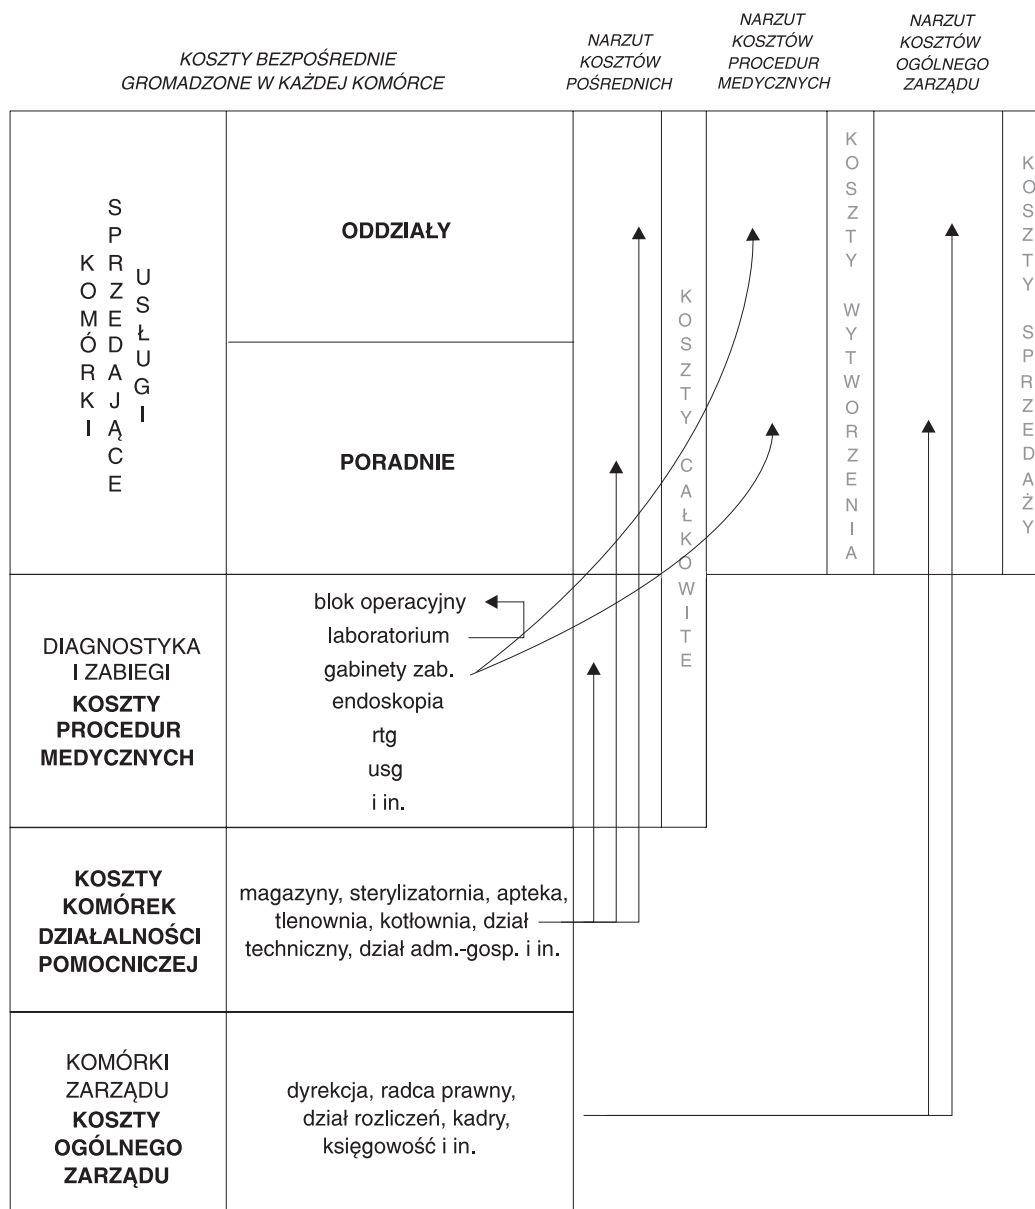 KOSZTY BEZPOŚREDNIE
GROMADZONE W KAŻDEJ KOMÓRCE
NARZUT
KOSZTÓW
POŚREDNICH
NARZUT
KOSZTÓW
PROCEDUR
MEDYCZNYCH
NARZUT
KOSZTÓW
OGÓLNEGO
ZARZĄDU
KOMÓRKI
SPRZEDAJĄCE
USŁUGI
ODDZIAŁY
PORADNIE
KOSZTY CAŁKOWITE
KOSZTY WYTWORZENIA
KOSZTY SPRZEDAŻY
DIAGNOSTYKA
I ZABIEGI
KOSZTY
PROCEDUR
MEDYCZNYCH
blok operacyjny
laboratorium
gabinety zab.
endoskopia
rtg
usg
i in.
KOSZTY
KOMÓREK
DZIAŁALNOŚCI
POMOCNICZEJ
magazyny, sterylizatornia, apteka,
tlenownia, kotłownia, dział
techniczny, dział adm.-gosp. i in.
KOMÓRKI
ZARZĄDU
KOSZTY
OGÓLNEGO
ZARZĄDU
dyrekcja, radca prawny,
dział rozliczeń, kadry,
księgowość i in.